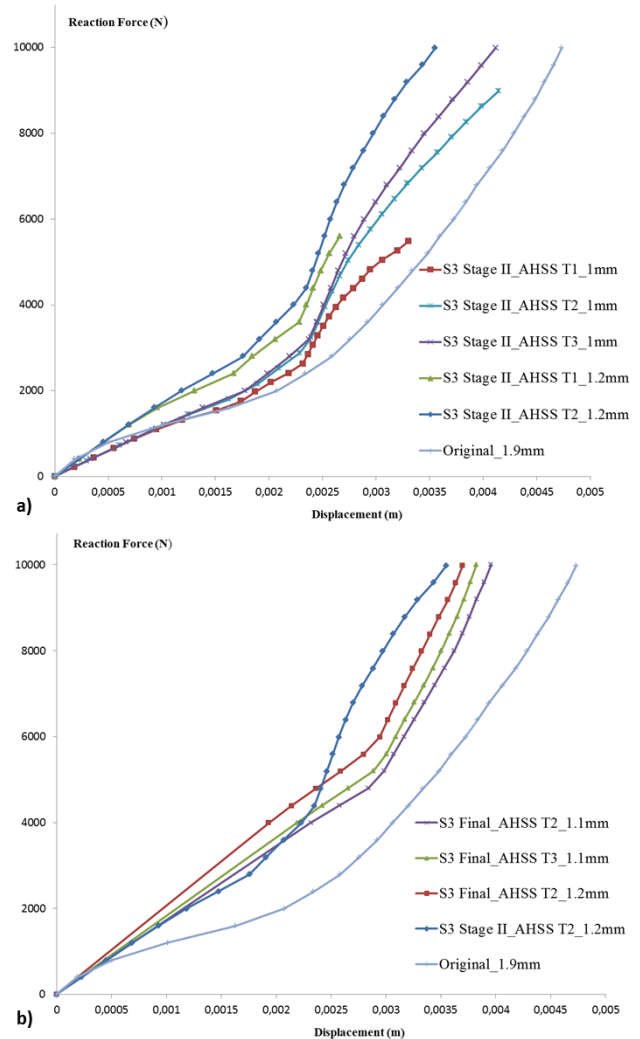 Reaction Force (N)
10000
8000
6000
4000
2000
0
S3 Stage II_AHSS T1_1mm
S3 Stage II_AHSS T2_1mm
S3 Stage II_AHSS T3_1mm
S3 Stage II_AHSS T1_1.2mm
S3 Stage II_AHSS T2_1.2mm
Original_1.9mm
0 0,0005 0,001 0,0015 0,002 0,0025 0,003 0,0035 0,004 0,0045 0,005
a)
Displacement (m)
Reaction Force (N)
10000
8000
6000
4000
2000
0
S3 Final_AHSS T2_1.1mm
S3 Final_AHSS T3_1.1mm
S3 Final_AHSS T2_1.2mm
S3 Stage II_AHSS T2_1.2mm
Original_1.9mm
0 0,0005 0,001 0,0015 0,002 0,0025 0,003 0,0035 0,004 0,0045 0,005
b)
Displacement (m)